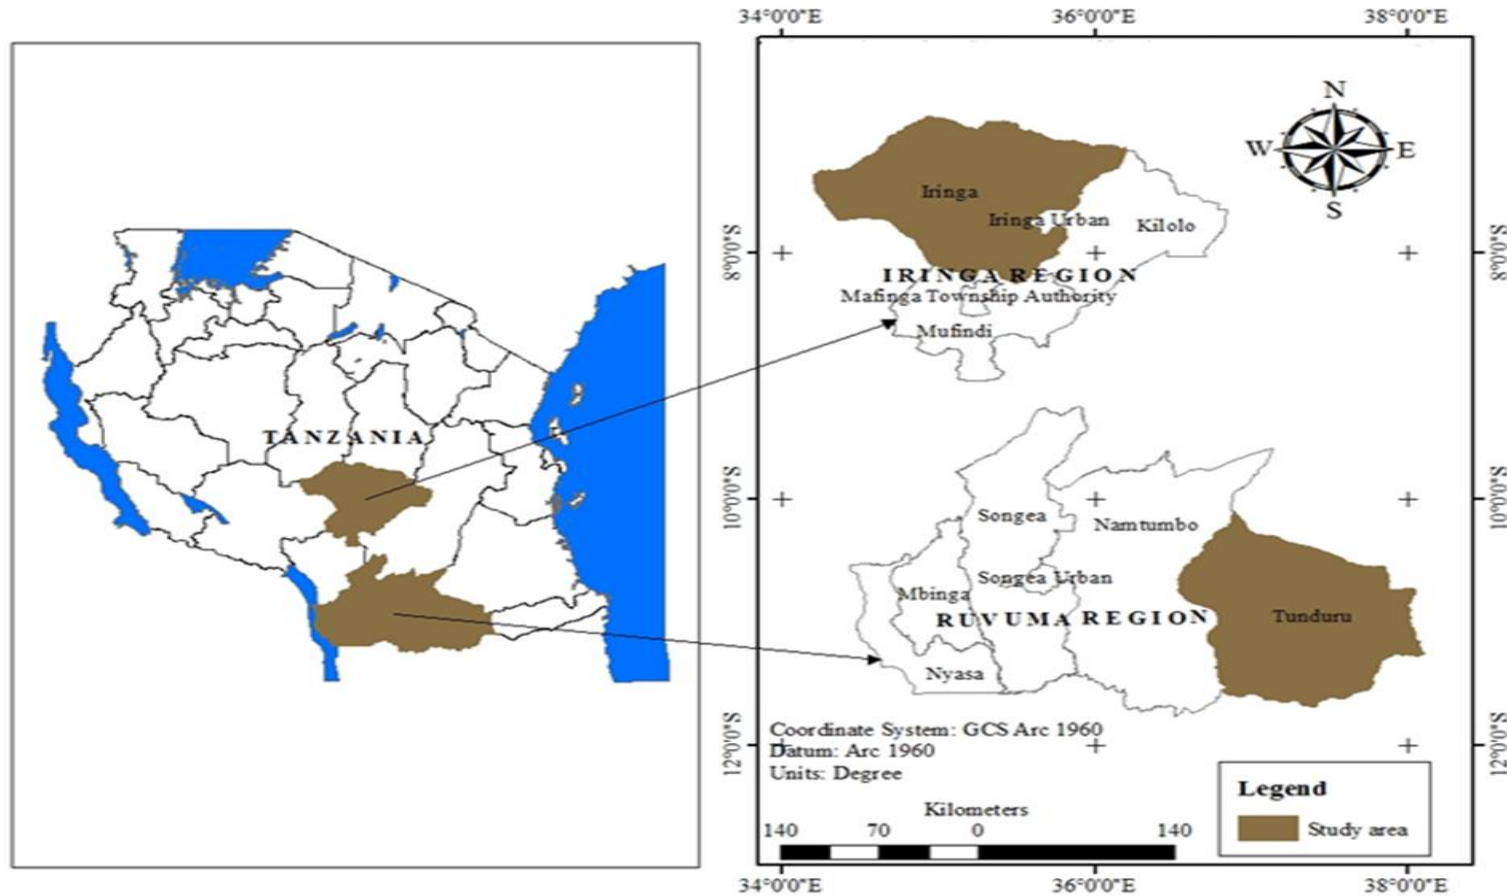 34°0'0"E 36°0'0"E 38°0'0"E
N
W E
S
Iringa
Iringa Urban
Kilolo
8°0'0"S 8°0'0"S
IRINGA REGION
Mafinga Township Authority
Mufindi
TANZANIA
10°0'0"S 10°0'0"S
Songea
Namtumbo
Songea Urban
Mbinga
RUVUMA REGION
Tunduru
Nyasa
12°0'0"S 12°0'0"S
Coordinate System: GCS Arc 1960
Datum: Arc 1960
Units: Degree
Kilometers
140 70 0 140
Legend
Study area
34°0'0"E 36°0'0"E 38°0'0"E